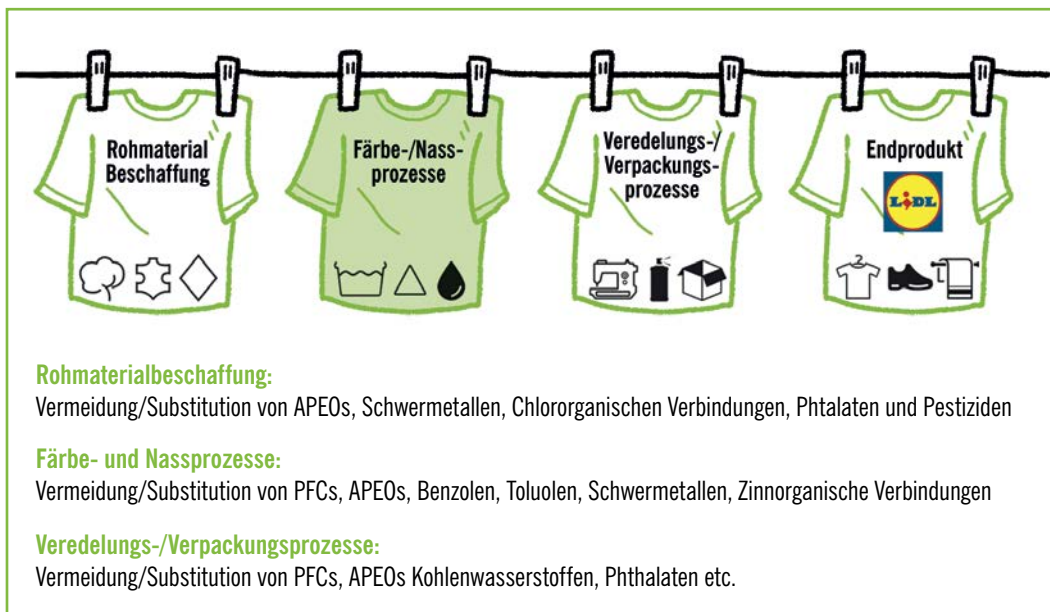 Rohmaterial
Beschaffung
Färbe-/Nass-
prozesse
Veredelungs-/
Verpackungs-
prozesse
Endprodukt
LIDL
Rohmaterialbeschaffung:
Vermeidung/Substitution von APEOs, Schwermetallen, Chlororganischen Verbindungen, Phtalaten und Pestiziden
Färbe- und Nassprozesse:
Vermeidung/Substitution von PFCs, APEOs, Benzolen, Toluolen, Schwermetallen, Zinnorganische Verbindungen
Veredelungs-/Verpackungsprozesse:
Vermeidung/Substitution von PFCs, APEOs Kohlenwasserstoffen, Phthalaten etc.